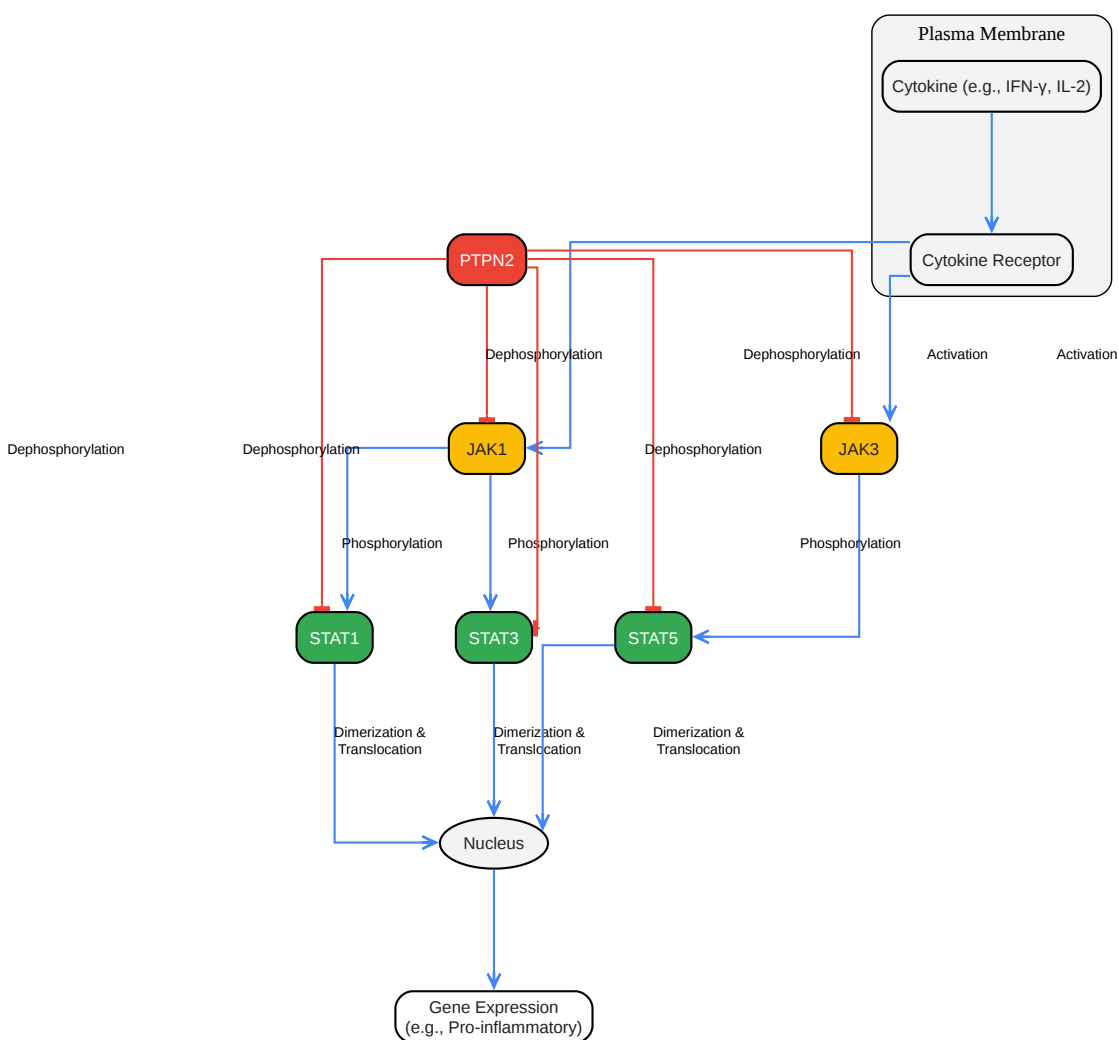 Plasma Membrane
Cytokine (e.g., IFN-γ, IL-2)
PTPN2
Cytokine Receptor
Dephosphorylation
Dephosphorylation
Activation
Activation
Dephosphorylation
Dephosphorylation
JAK1
Dephosphorylation
JAK3
Phosphorylation
Phosphorylation
Phosphorylation
STAT1
STAT3
STAT5
Dimerization &
Translocation
Dimerization &
Translocation
Dimerization &
Translocation
Nucleus
Gene Expression
(e.g., Pro-inflammatory)